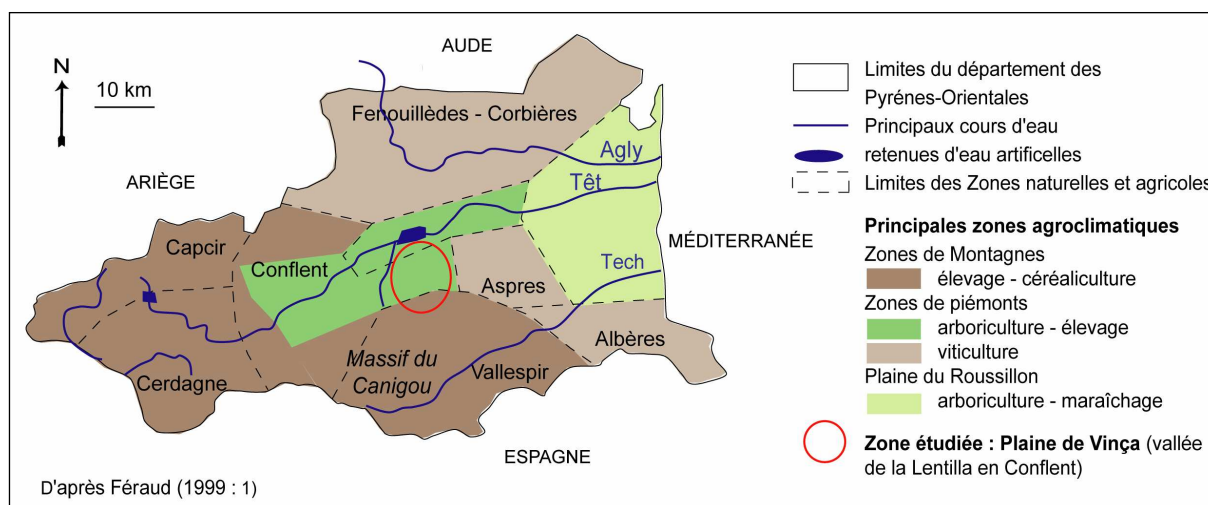 AUDE
N
10 km
Fenouillèdes - Corbières
Agly
ARIÈGE
Têt
Capcir
MÉDITERRANÉE
Conflent
Tech
Aspres
Albères
Massif du
Canigou
Vallespir
Cerdagne
ESPAGNE
D'après Féraud (1999 : 1)
Limites du département des
Pyrénes-Orientales
Principaux cours d'eau
retenues d'eau artificelles
Limites des Zones naturelles et agricoles
Principales zones agroclimatiques
Zones de Montagnes
élevage - céréaliculture
Zones de piémonts
arboriculture - élevage
viticulture
Plaine du Roussillon
arboriculture - maraîchage
Zone étudiée : Plaine de Vinça (vallée
de la Lentilla en Conflent)